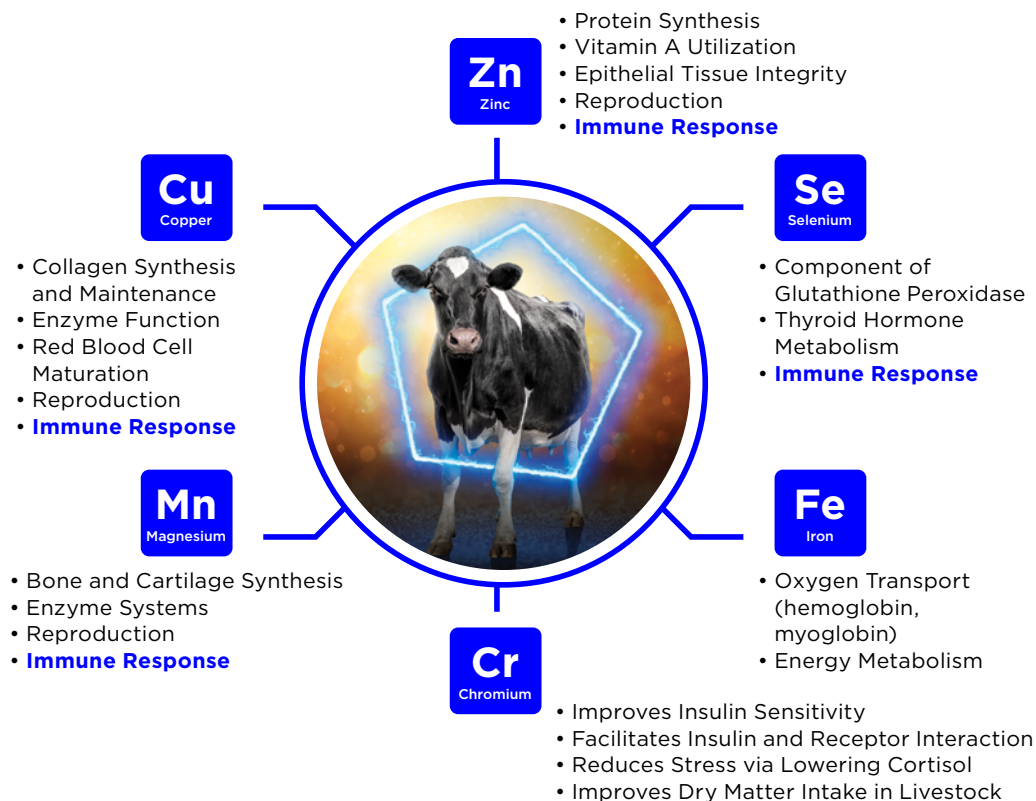 Zn
Zinc
• Protein Synthesis
• Vitamin A Utilization
• Epithelial Tissue Integrity
• Reproduction
• Immune Response
Cu
Copper
• Collagen Synthesis
and Maintenance
• Enzyme Function
• Red Blood Cell
Maturation
• Reproduction
• Immune Response
Se
Selenium
• Component of
Glutathione Peroxidase
• Thyroid Hormone
Metabolism
• Immune Response
Mn
Magnesium
• Bone and Cartilage Synthesis
• Enzyme Systems
• Reproduction
• Immune Response
Fe
Iron
• Oxygen Transport
(hemoglobin,
myoglobin)
• Energy Metabolism
Cr
Chromium
• Improves Insulin Sensitivity
• Facilitates Insulin and Receptor Interaction
• Reduces Stress via Lowering Cortisol
• Improves Dry Matter Intake in Livestock